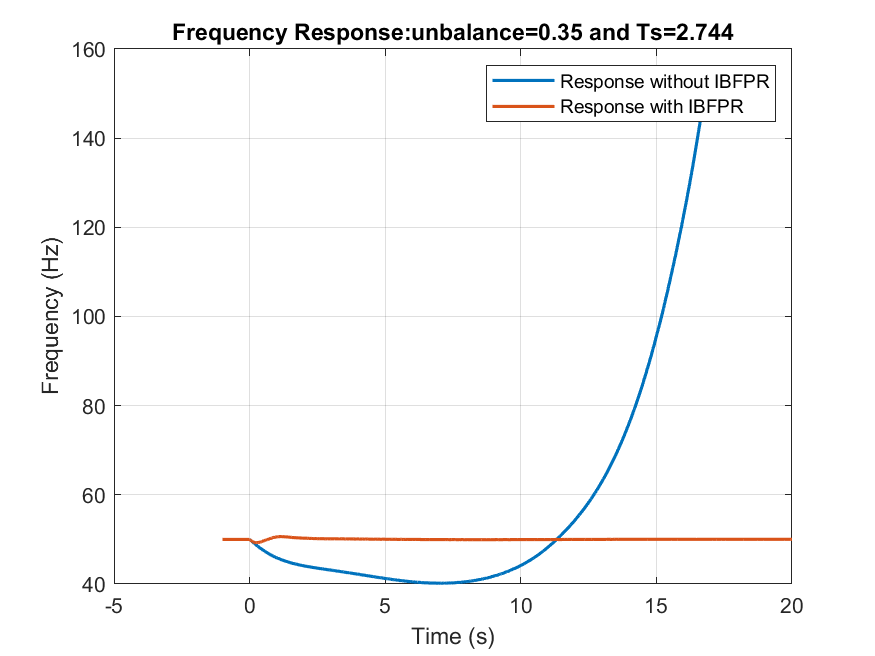 Frequency Response:unbalance=0.35 and Ts=2.744
160
140
120
100
80
60
40
Frequency (Hz)
Response without IBFPR
Response with IBFPR
-5
0
5
10
15
20
Time (s)